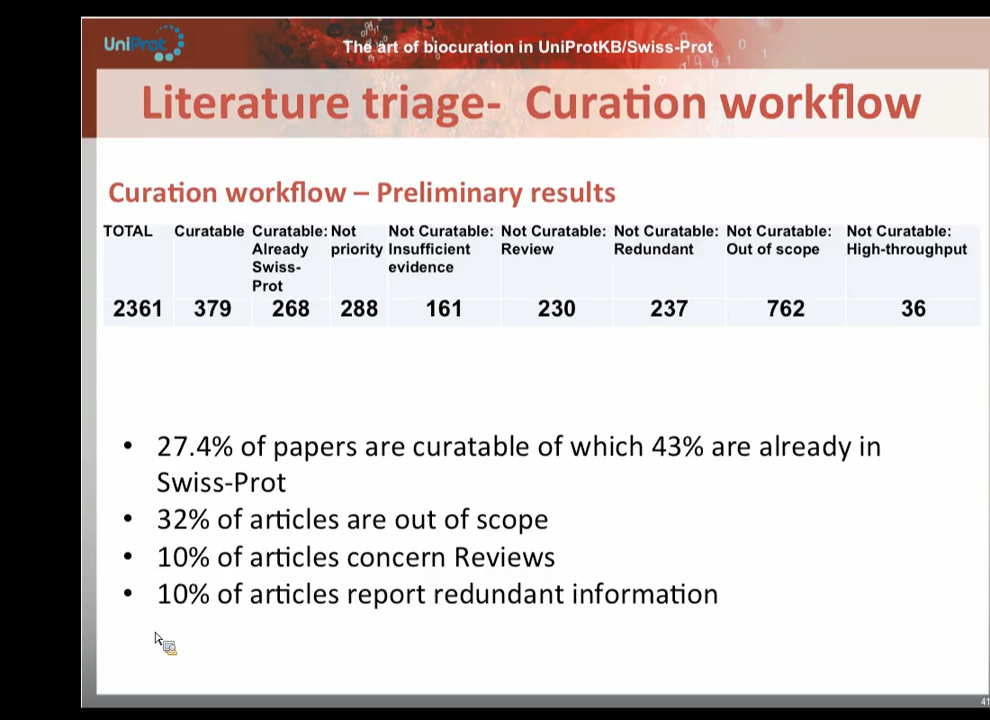 UniProt
The art of biocuration in UniProtKB/Swiss-Prot
Literature triage- Curation workflow
Curation workflow – Preliminary results
TOTAL Curatable Curatable: Not Not Curatable: Not Curatable: Not Curatable: Not Curatable: Not Curatable:
Already priority Insufficient Review Redundant Out of scope High-throughput
Swiss- evidence
Prot
2361 379 268 288 161 230 237 762 36
• 27.4% of papers are curatable of which 43% are already in
Swiss-Prot
• 32% of articles are out of scope
• 10% of articles concern Reviews
• 10% of articles report redundant information
41